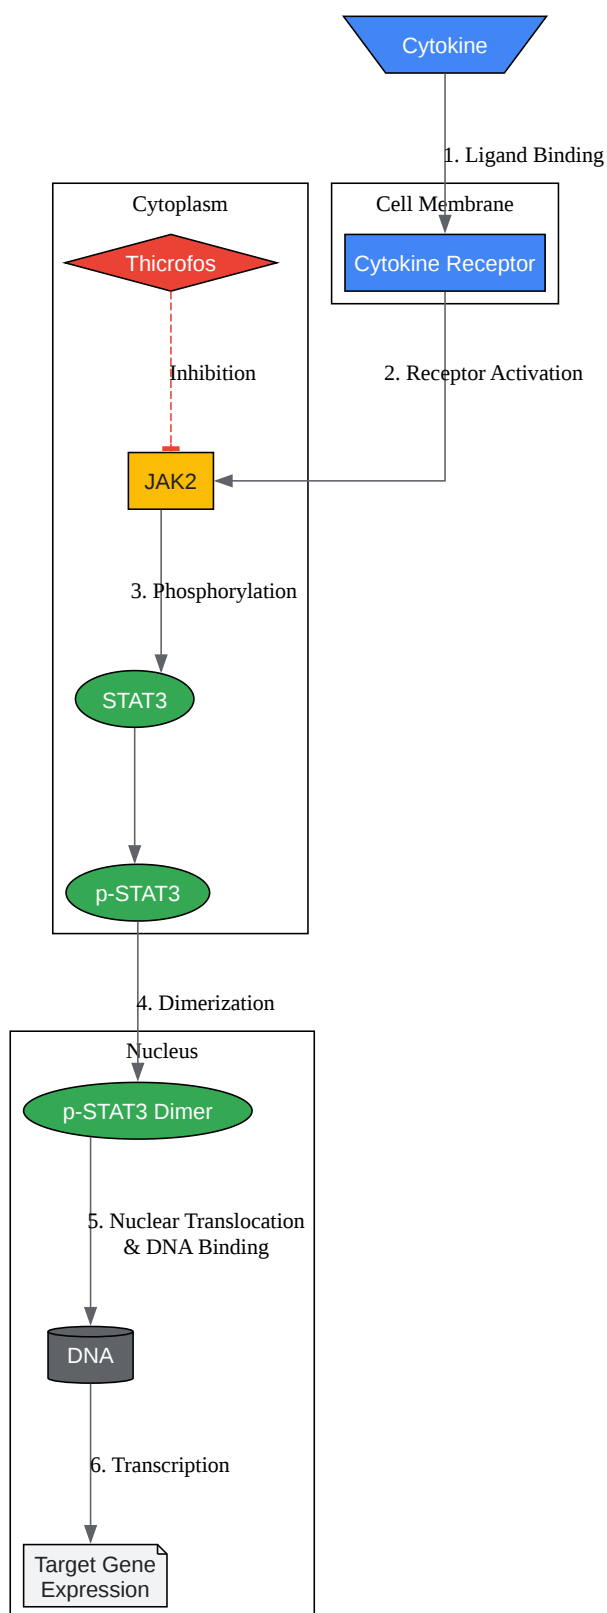 Cytokine
1. Ligand Binding
Cytoplasm
Cell Membrane
Thicrofos
Cytokine Receptor
Inhibition
2. Receptor Activation
JAK2
3. Phosphorylation
STAT3
p-STAT3
4. Dimerization
Nucleus
p-STAT3 Dimer
5. Nuclear Translocation
& DNA Binding
DNA
6. Transcription
Target Gene
Expression